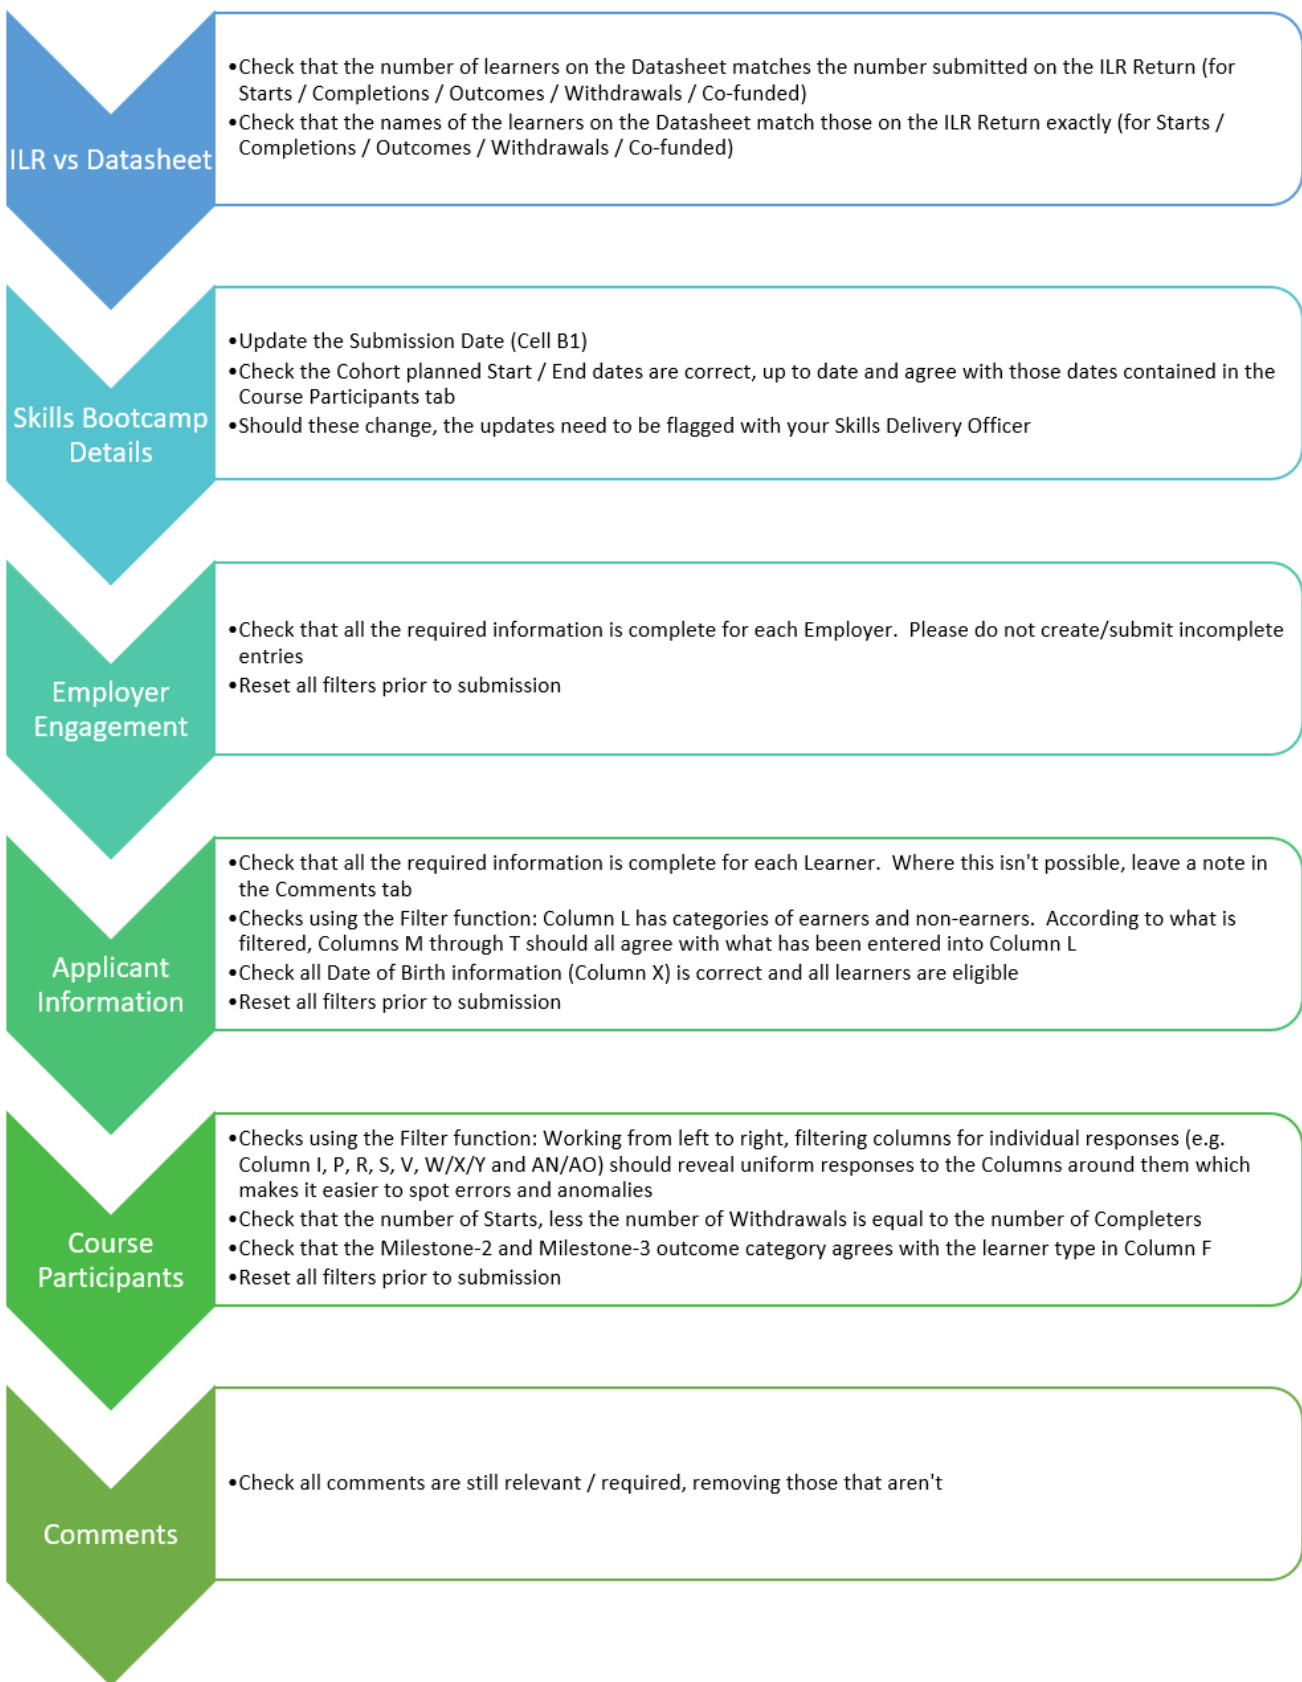 ILR vs Datasheet
•Check that the number of learners on the Datasheet matches the number submitted on the ILR Return (for
Starts / Completions / Outcomes / Withdrawals / Co-funded)
•Check that the names of the learners on the Datasheet match those on the ILR Return exactly (for Starts /
Completions / Outcomes / Withdrawals / Co-funded)
Skills Bootcamp
Details
•Update the Submission Date (Cell B1)
•Check the Cohort planned Start / End dates are correct, up to date and agree with those dates contained in the
Course Participants tab
•Should these change, the updates need to be flagged with your Skills Delivery Officer
Employer
Engagement
•Check that all the required information is complete for each Employer.  Please do not create/submit incomplete
entries
•Reset all filters prior to submission
Applicant
Information
•Check that all the required information is complete for each Learner.  Where this isn't possible, leave a note in
the Comments tab
•Checks using the Filter function: Column L has categories of earners and non-earners.  According to what is
filtered, Columns M through T should all agree with what has been entered into Column L
•Check all Date of Birth information (Column X) is correct and all learners are eligible
•Reset all filters prior to submission
Course
Participants
•Checks using the Filter function: Working from left to right, filtering columns for individual responses (e.g.
Column I, P, R, S, V, W/X/Y and AN/AO) should reveal uniform responses to the Columns around them which
makes it easier to spot errors and anomalies
•Check that the number of Starts, less the number of Withdrawals is equal to the number of Completers
•Check that the Milestone-2 and Milestone-3 outcome category agrees with the learner type in Column F
•Reset all filters prior to submission
Comments
•Check all comments are still relevant / required, removing those that aren't